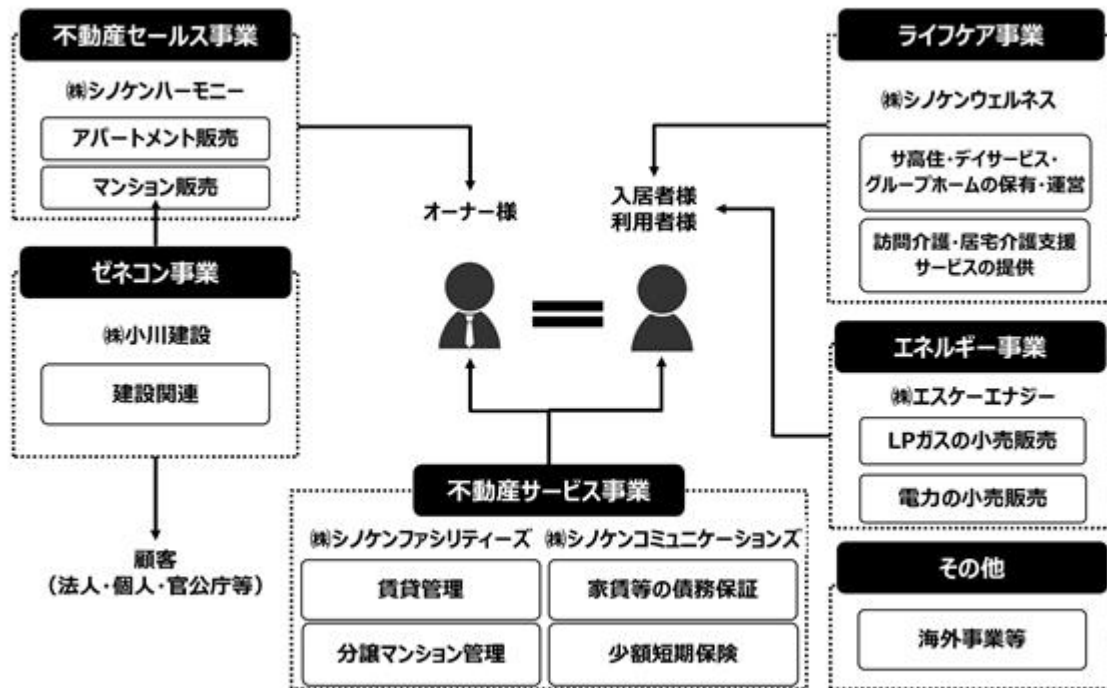 不動産セールス事業
㈱シノケンハーモニー
アパートメント販売
マンション販売
ゼネコン事業
㈱小川建設
建設関連
顧客
（法人・個人・官公庁等）
オーナー様
入居者様
利用者様
不動産サービス事業
㈱シノケンファシリティーズ
賃貸管理
分譲マンション管理
㈱シノケンコミュニケーションズ
家賃等の債務保証
少額短期保険
ライフケア事業
㈱シノケンウェルネス
サ高住・デイサービス・
グループホームの保有・運営
訪問介護・居宅介護支援
サービスの提供
エネルギー事業
㈱エスケーエナジー
LPガスの小売販売
電力の小売販売
その他
海外事業等